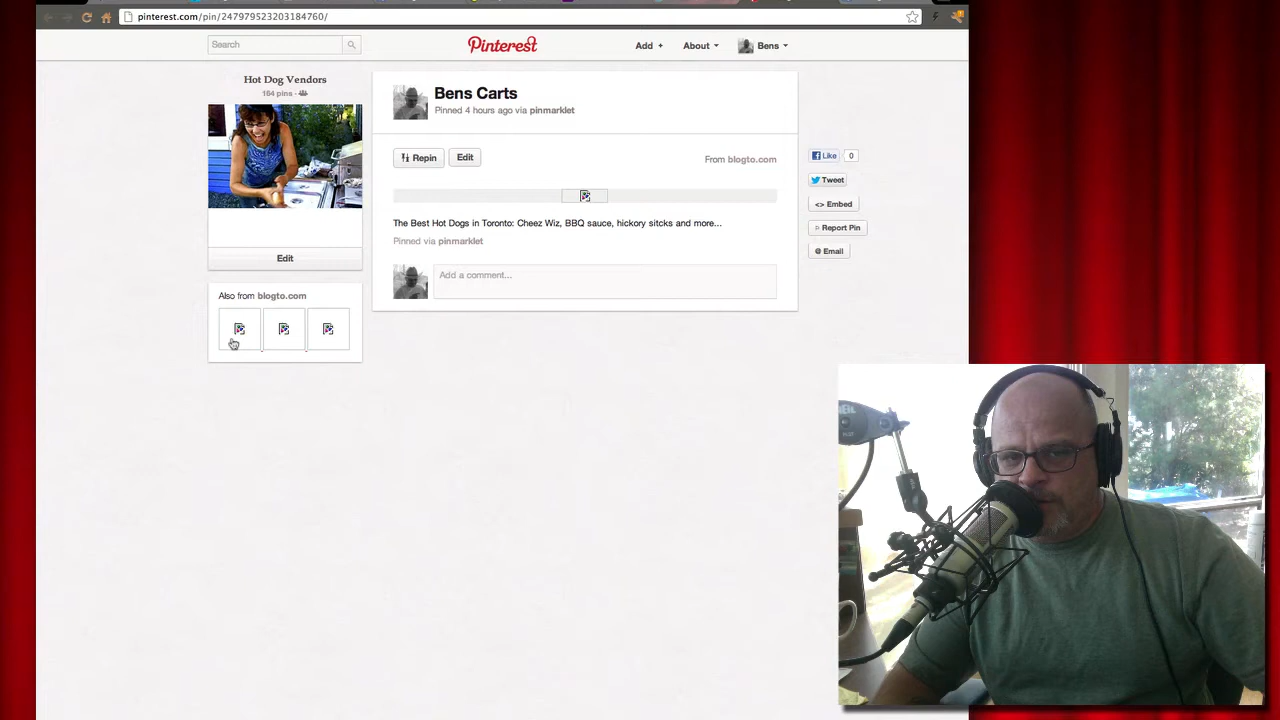 pinterest.com/pin/247979523203184760/
Search
Pinterest
Add +
About
Bens
Hot Dog Vendors
164 pins
Edit
Also from blogto.com
Bens Carts
Pinned 4 hours ago via pinmarklet
Repin
Edit
From blogto.com
The Best Hot Dogs in Toronto: Cheez Wiz, BBQ sauce, hickory sitcks and more...
Pinned via pinmarklet
Add a comment...
Like
0
Tweet
<> Embed
Report Pin
@ Email